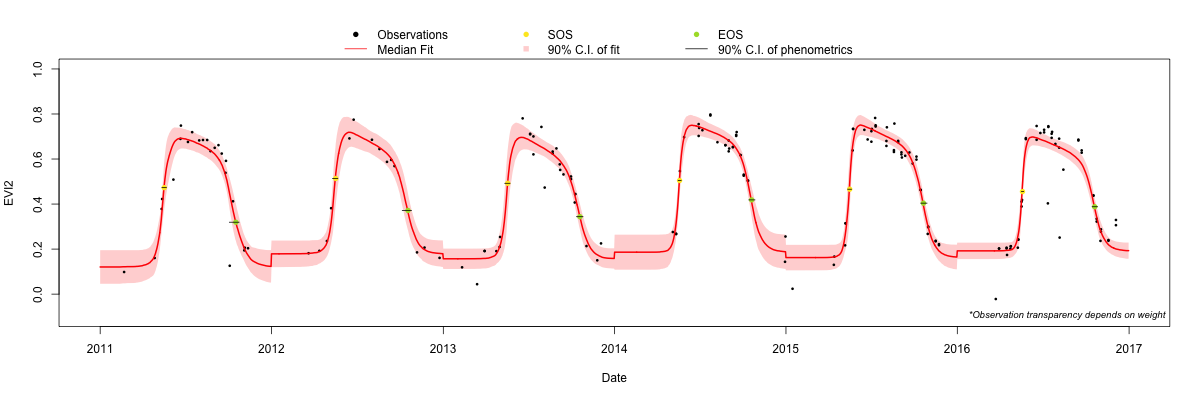 Observations SOS EOS
Median Fit 90% C.I. of fit 90% C.I. of phenometrics
1.0
0.8
0.6
0.4
0.2
0.0
EVI2
*Observation transparency depends on weight
2011 2012 2013 2014 2015 2016 2017
Date